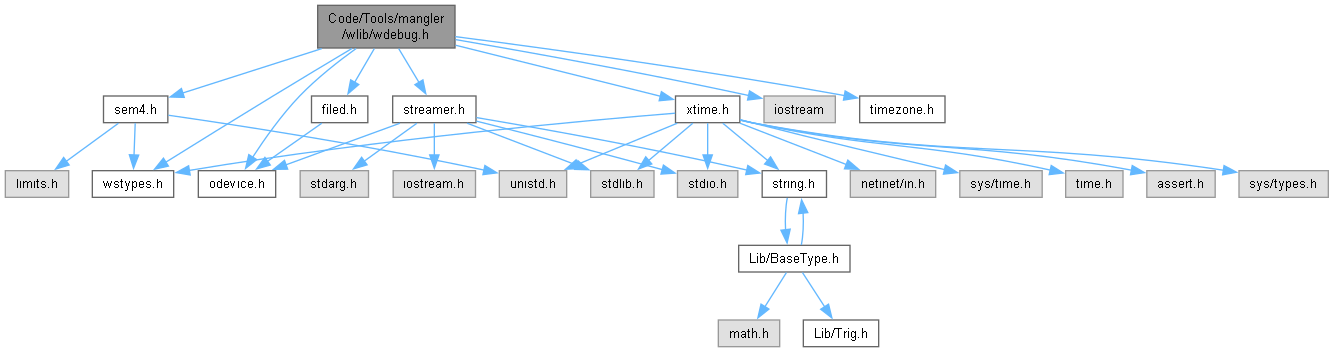 Code/Tools/mangler
/wlib/wdebug.h
sem4.h
filed.h
streamer.h
xtime.h
iostream
timezone.h
limits.h
wstypes.h
odevice.h
stdarg.h
iostream.h
unistd.h
stdlib.h
stdio.h
string.h
netinet/in.h
sys/time.h
time.h
assert.h
sys/types.h
Lib/BaseType.h
math.h
Lib/Trig.h